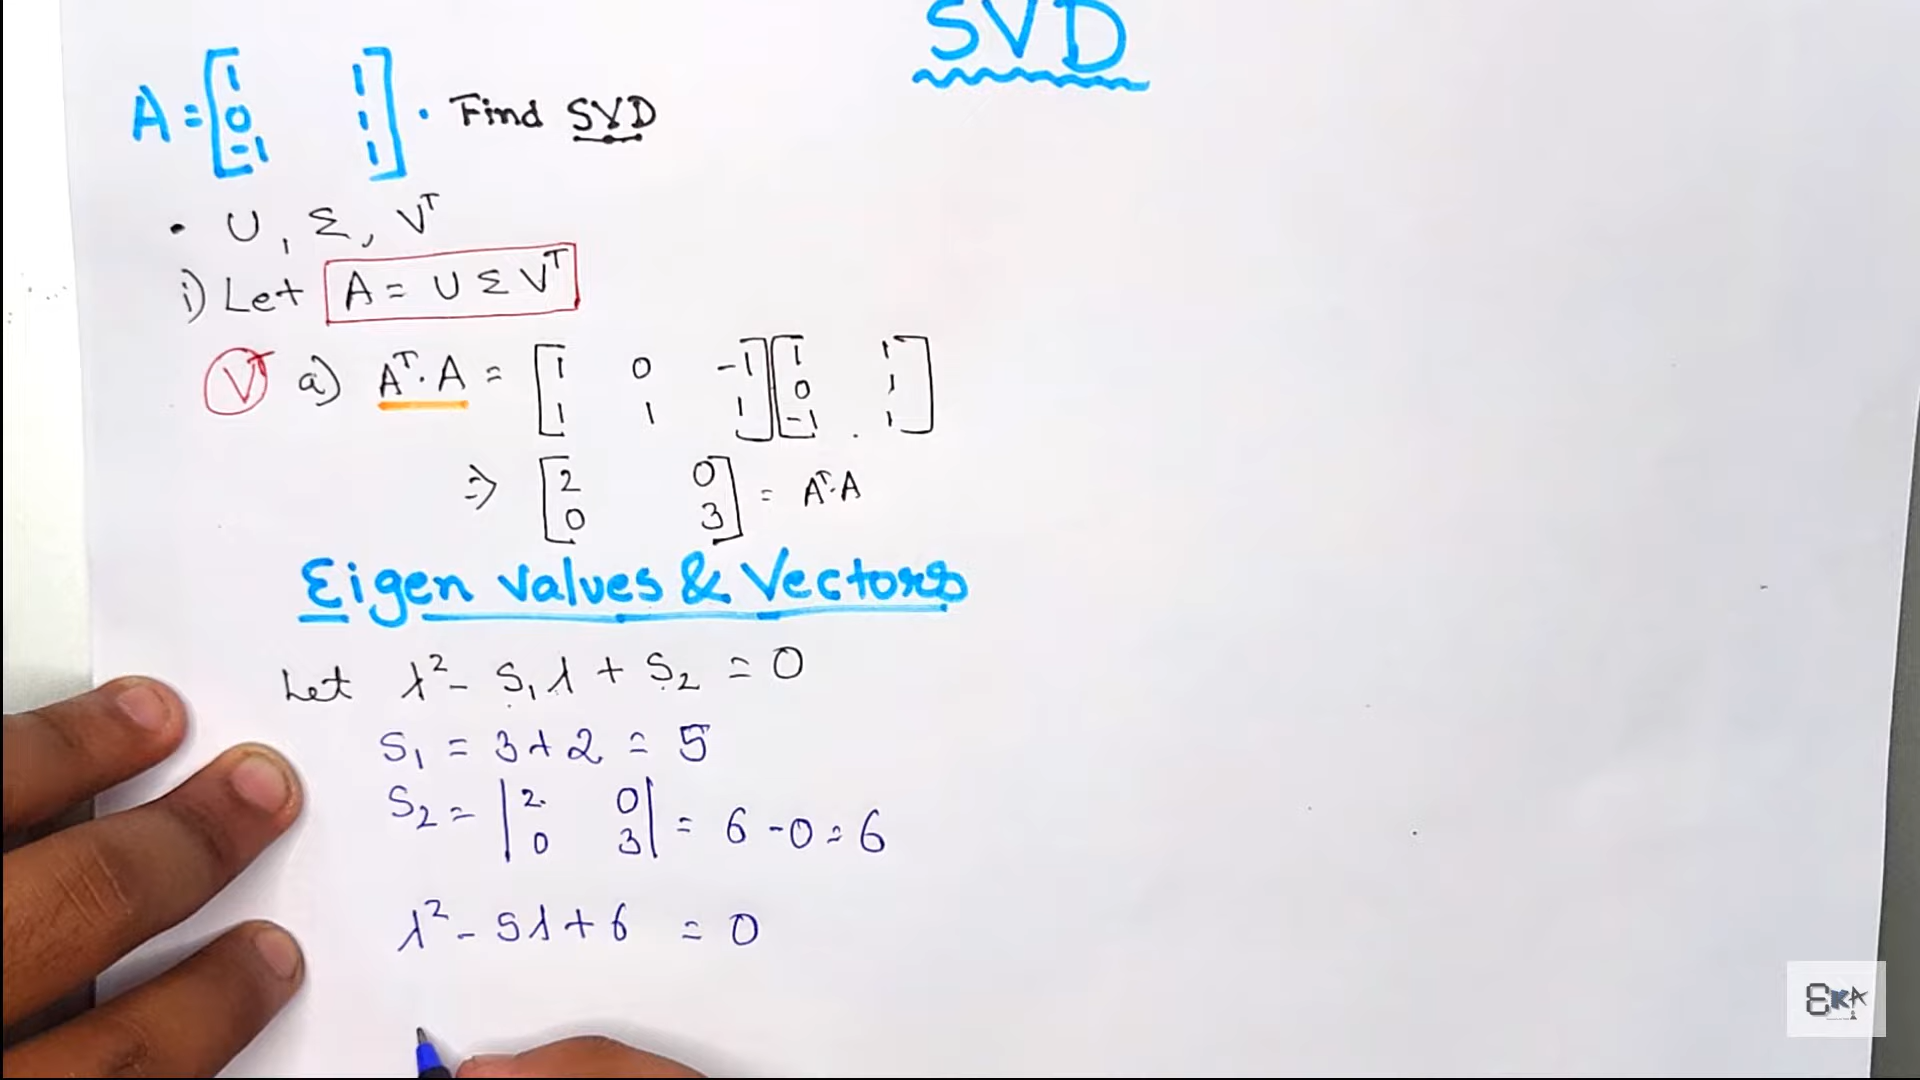 SVD
A = [1 1; 0 1; -1 1] . Find SVD
• U, Σ, V^T
i) Let A = U Σ V^T
V^T a) A^T·A = [1 0 -1; 1 1 1] [1 1; 0 1; -1 1]
⇒ [2 0; 0 3] = A^T·A
Eigen values & Vectors
Let λ² - S₁λ + S₂ = 0
S₁ = 3+2 = 5
S₂ = |2 0; 0 3| = 6 - 0 = 6
λ² - 5λ + 6 = 0
EKA